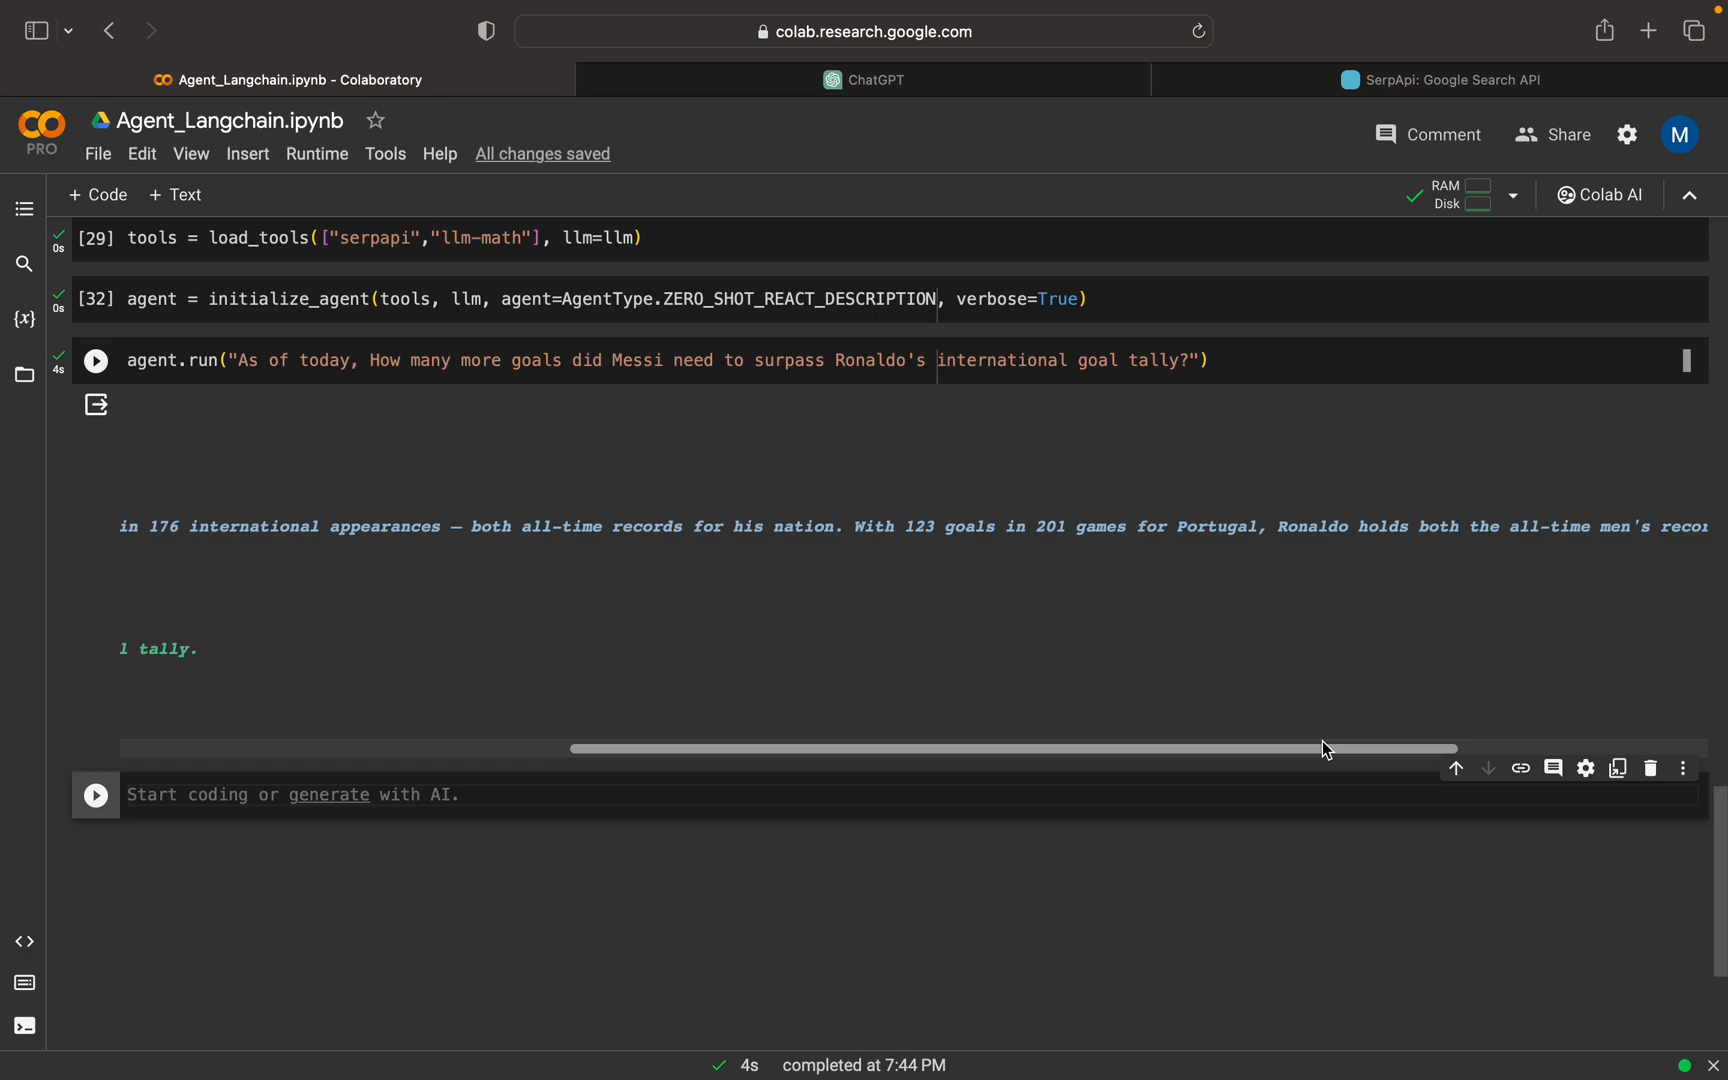 colab.research.google.com
Agent_Langchain.ipynb - Colaboratory
ChatGPT
SerpApi: Google Search API
PRO
Agent_Langchain.ipynb
Comment
Share
M
File Edit View Insert Runtime Tools Help All changes saved
+ Code + Text
RAM
Disk
Colab AI
0s
[29] tools = load_tools(["serpapi","llm-math"], llm=llm)
0s
[32] agent = initialize_agent(tools, llm, agent=AgentType.ZERO_SHOT_REACT_DESCRIPTION, verbose=True)
4s
agent.run("As of today, How many more goals did Messi need to surpass Ronaldo's international goal tally?")
{x}
in 176 international appearances — both all-time records for his nation. With 123 goals in 201 games for Portugal, Ronaldo holds both the all-time men's recor
l tally.
Start coding or generate with AI.
4s completed at 7:44 PM